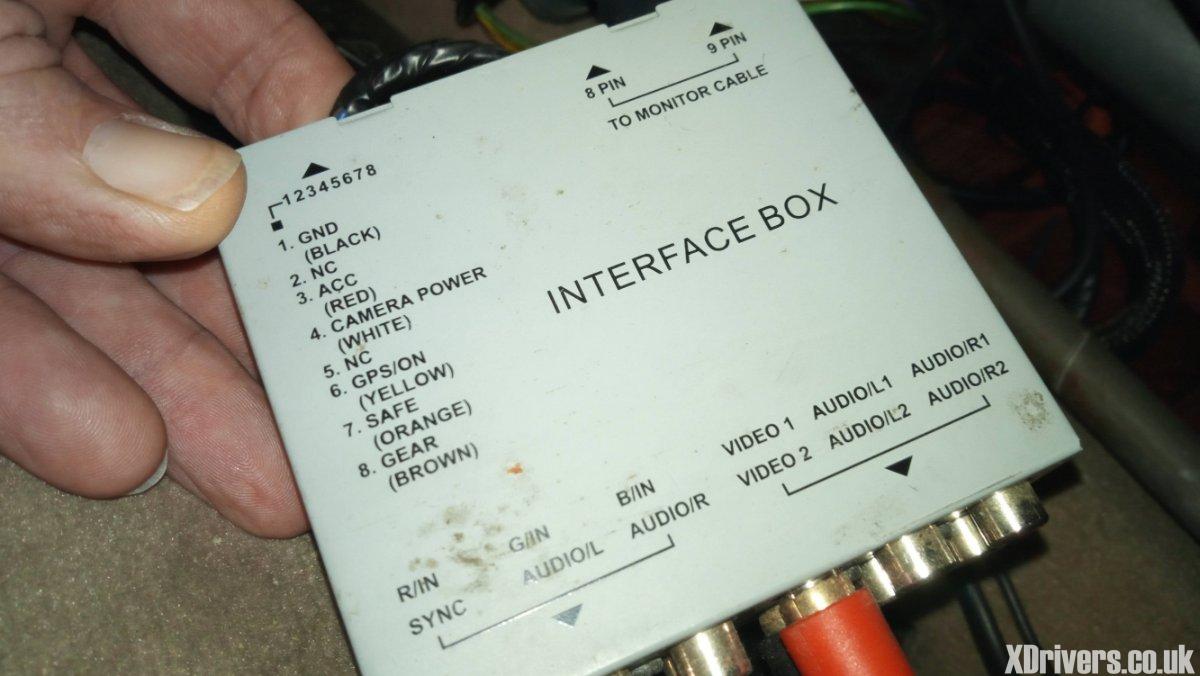 8 PIN
9 PIN
TO MONITOR CABLE
12345678
1. GND
(BLACK)
2. NC
3. ACC
(RED)
4. CAMERA POWER
(WHITE)
5. NC
6. GPS/ON
(YELLOW)
7. SAFE
(ORANGE)
8. GEAR
(BROWN)
INTERFACE BOX
VIDEO 1 AUDIO/L1 AUDIO/R1
VIDEO 2 AUDIO/L2 AUDIO/R2
R/IN G/IN B/IN
SYNC AUDIO/L AUDIO/R
XDrivers.co.uk